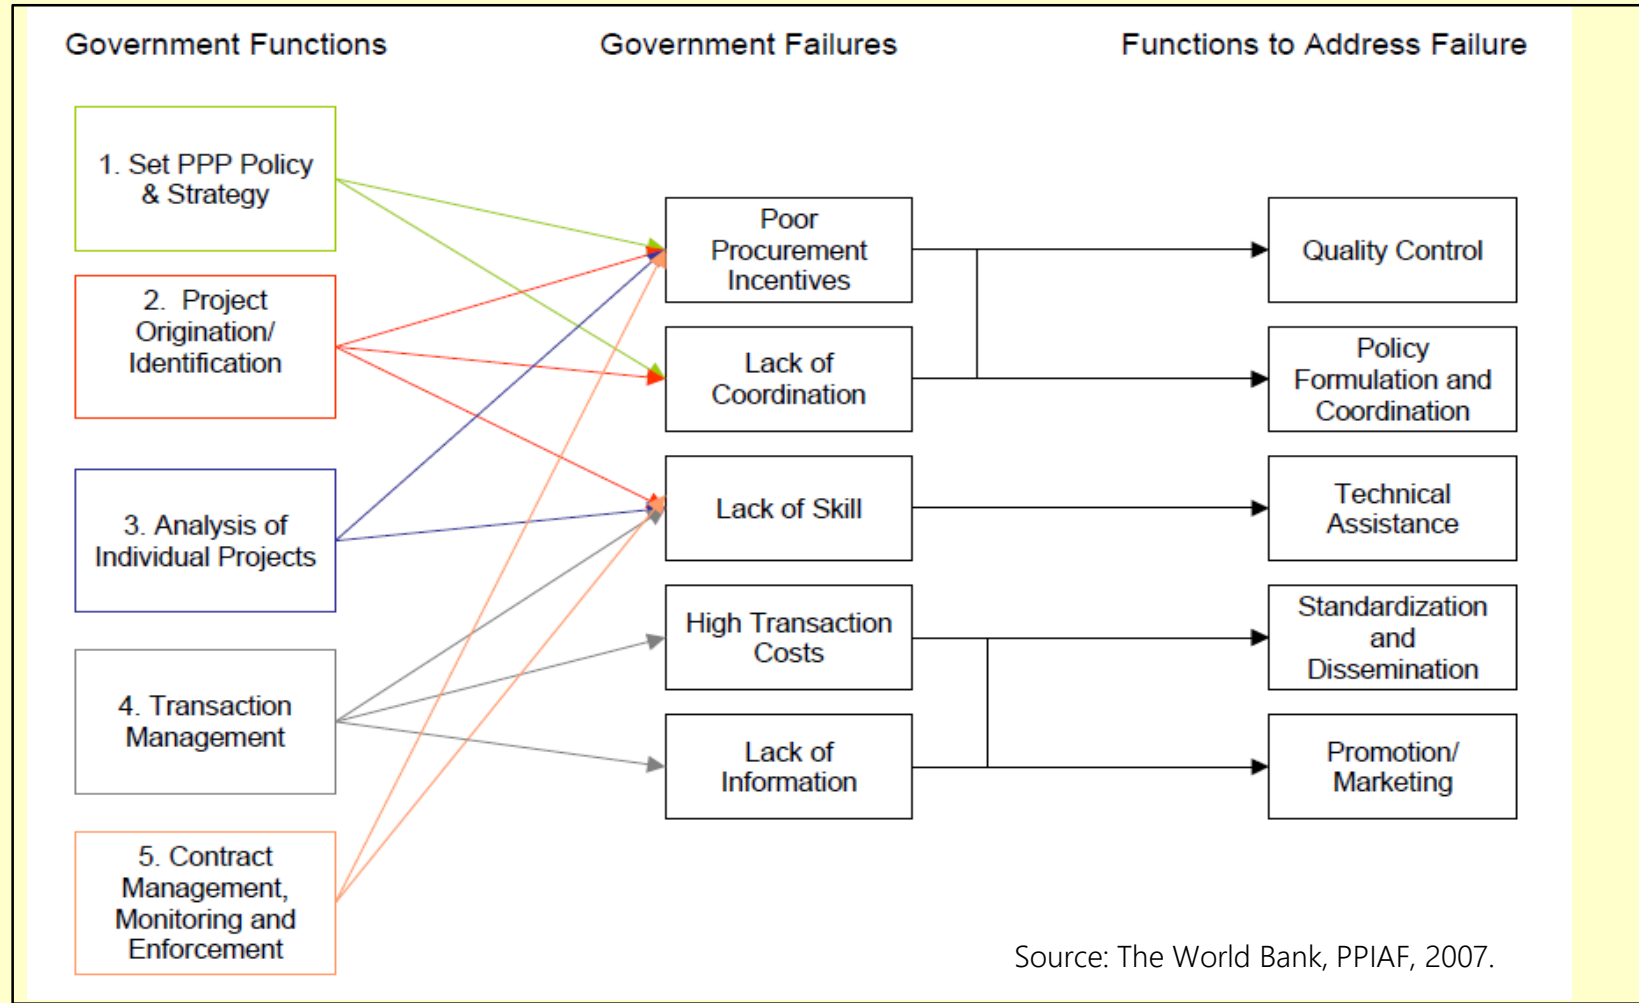 Government Functions
Government Failures
Functions to Address Failure
1. Set PPP Policy
& Strategy
2. Project
Origination/
Identification
3. Analysis of
Individual Projects
4. Transaction
Management
5. Contract
Management,
Monitoring and
Enforcement
Poor
Procurement
Incentives
Lack of
Coordination
Lack of Skill
High Transaction
Costs
Lack of
Information
Quality Control
Policy
Formulation and
Coordination
Technical
Assistance
Standardization
and
Dissemination
Promotion/
Marketing
Source: The World Bank, PPIAF, 2007.